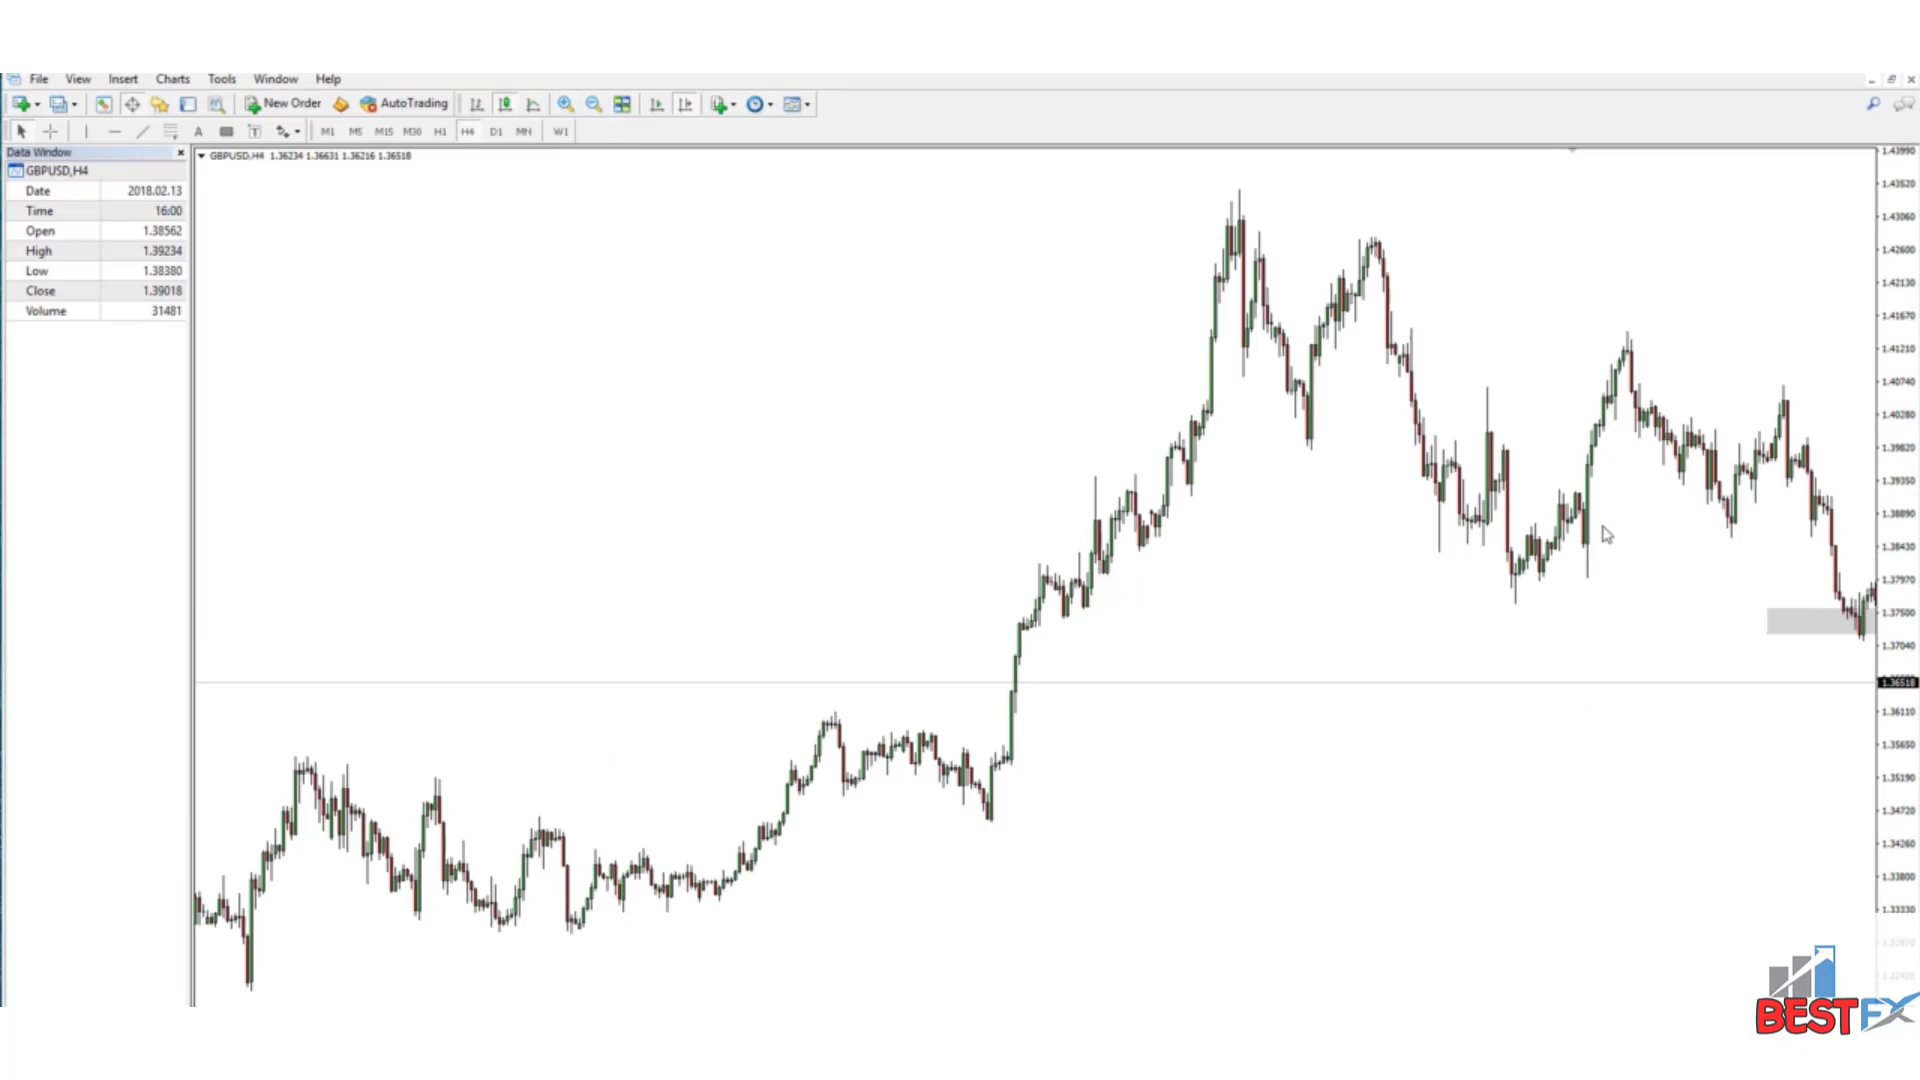 File View Insert Charts Tools Window Help
New Order AutoTrading
A T M1 M5 M15 M30 H1 H4 D1 MN W1
Data Window
GBPUSD,H4
Date 2018.02.13
Time 16:00
Open 1.38562
High 1.39234
Low 1.38380
Close 1.39018
Volume 31481
GBPUSD,H4 1.36234 1.36631 1.36216 1.36518
1.43990
1.43520
1.43060
1.42600
1.42130
1.41670
1.41210
1.40740
1.40280
1.39820
1.39350
1.38890
1.38430
1.37970
1.37500
1.37040
1.36518
1.36110
1.35650
1.35190
1.34720
1.34260
1.33800
1.33330
BESTFX